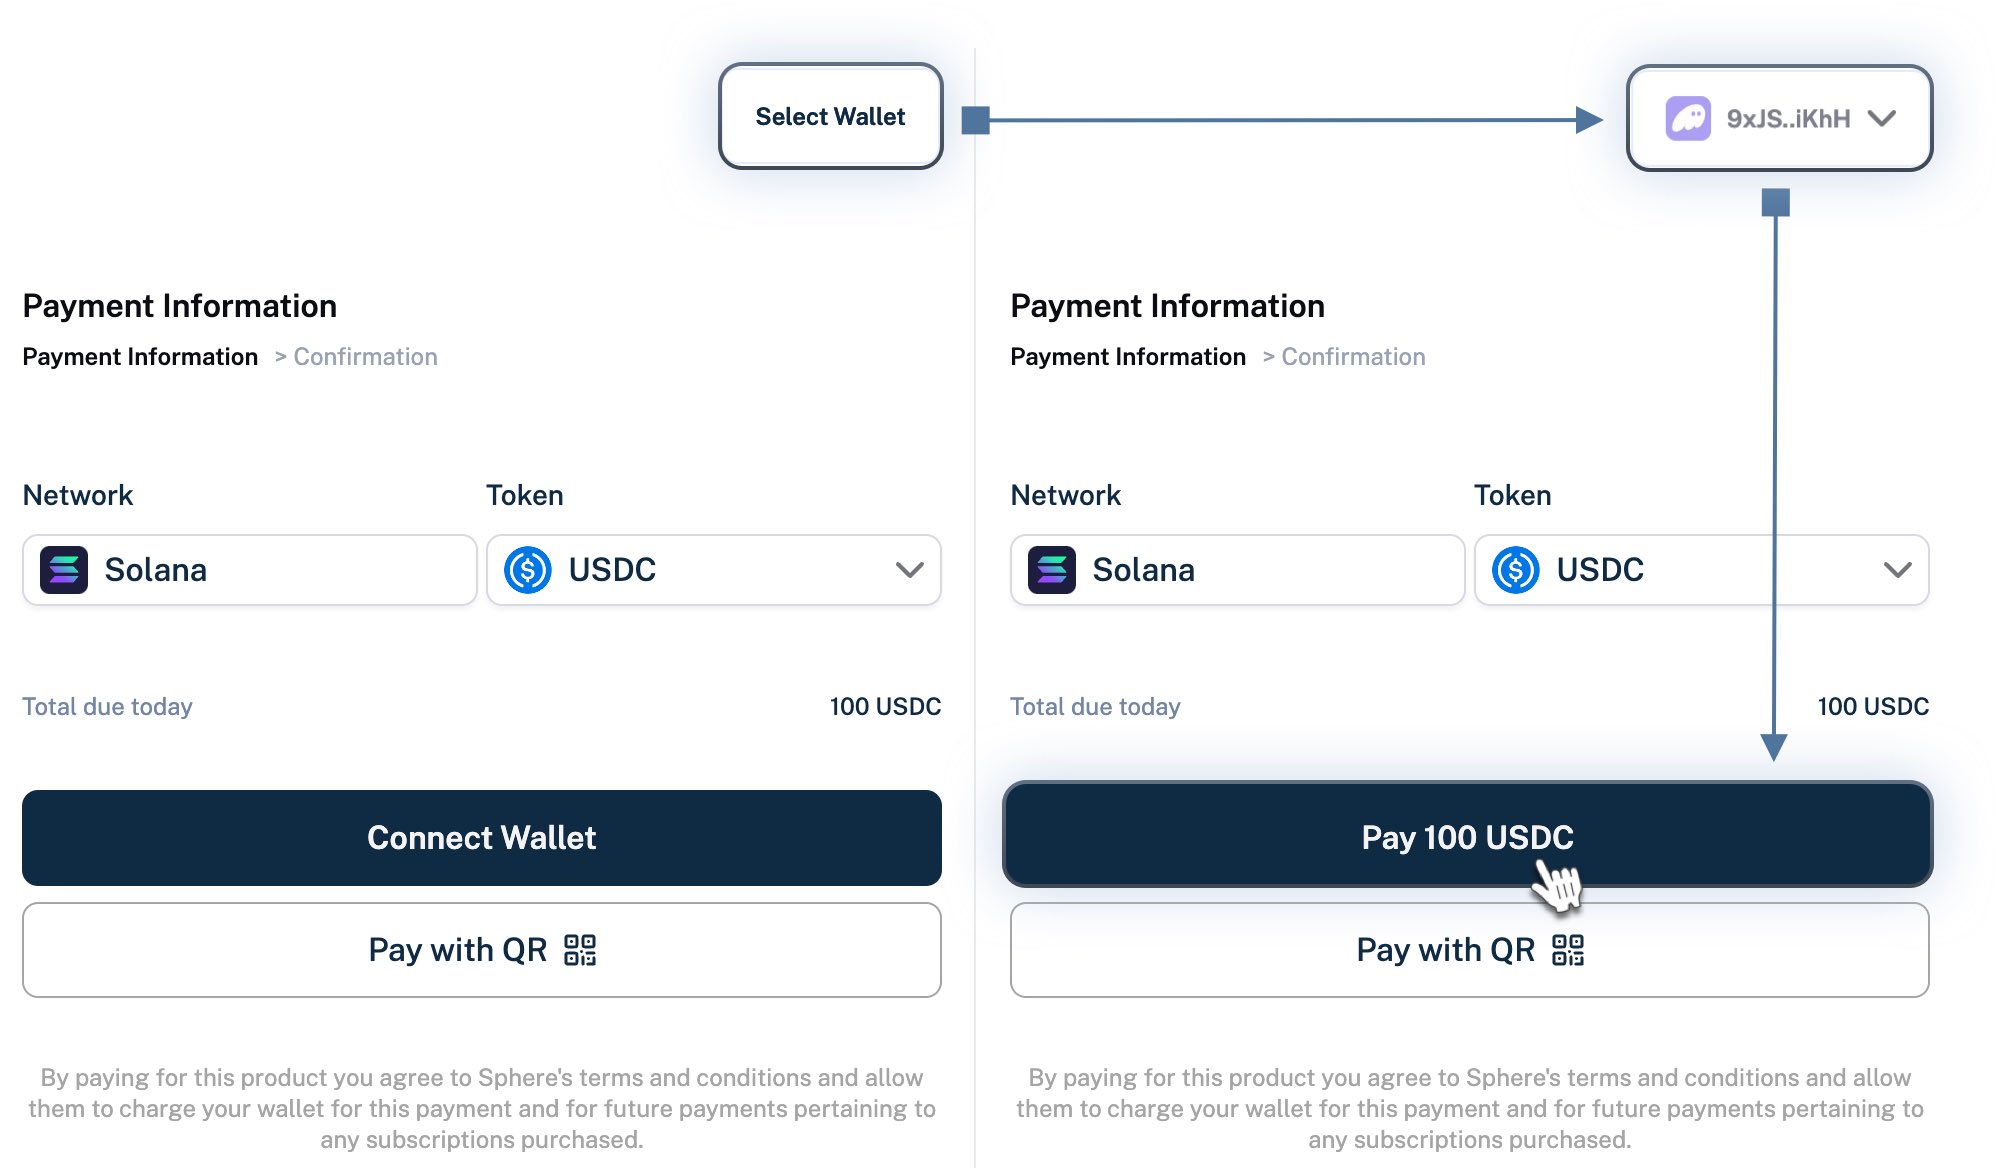 Select Wallet
9xJS..iKhH
Payment Information
Payment Information > Confirmation
Network
Token
Solana
USDC
Total due today
100 USDC
Connect Wallet
Pay with QR
By paying for this product you agree to Sphere's terms and conditions and allow
them to charge your wallet for this payment and for future payments pertaining to
any subscriptions purchased.
Payment Information
Payment Information > Confirmation
Network
Token
Solana
USDC
Total due today
100 USDC
Pay 100 USDC
Pay with QR
By paying for this product you agree to Sphere's terms and conditions and allow
them to charge your wallet for this payment and for future payments pertaining to
any subscriptions purchased.